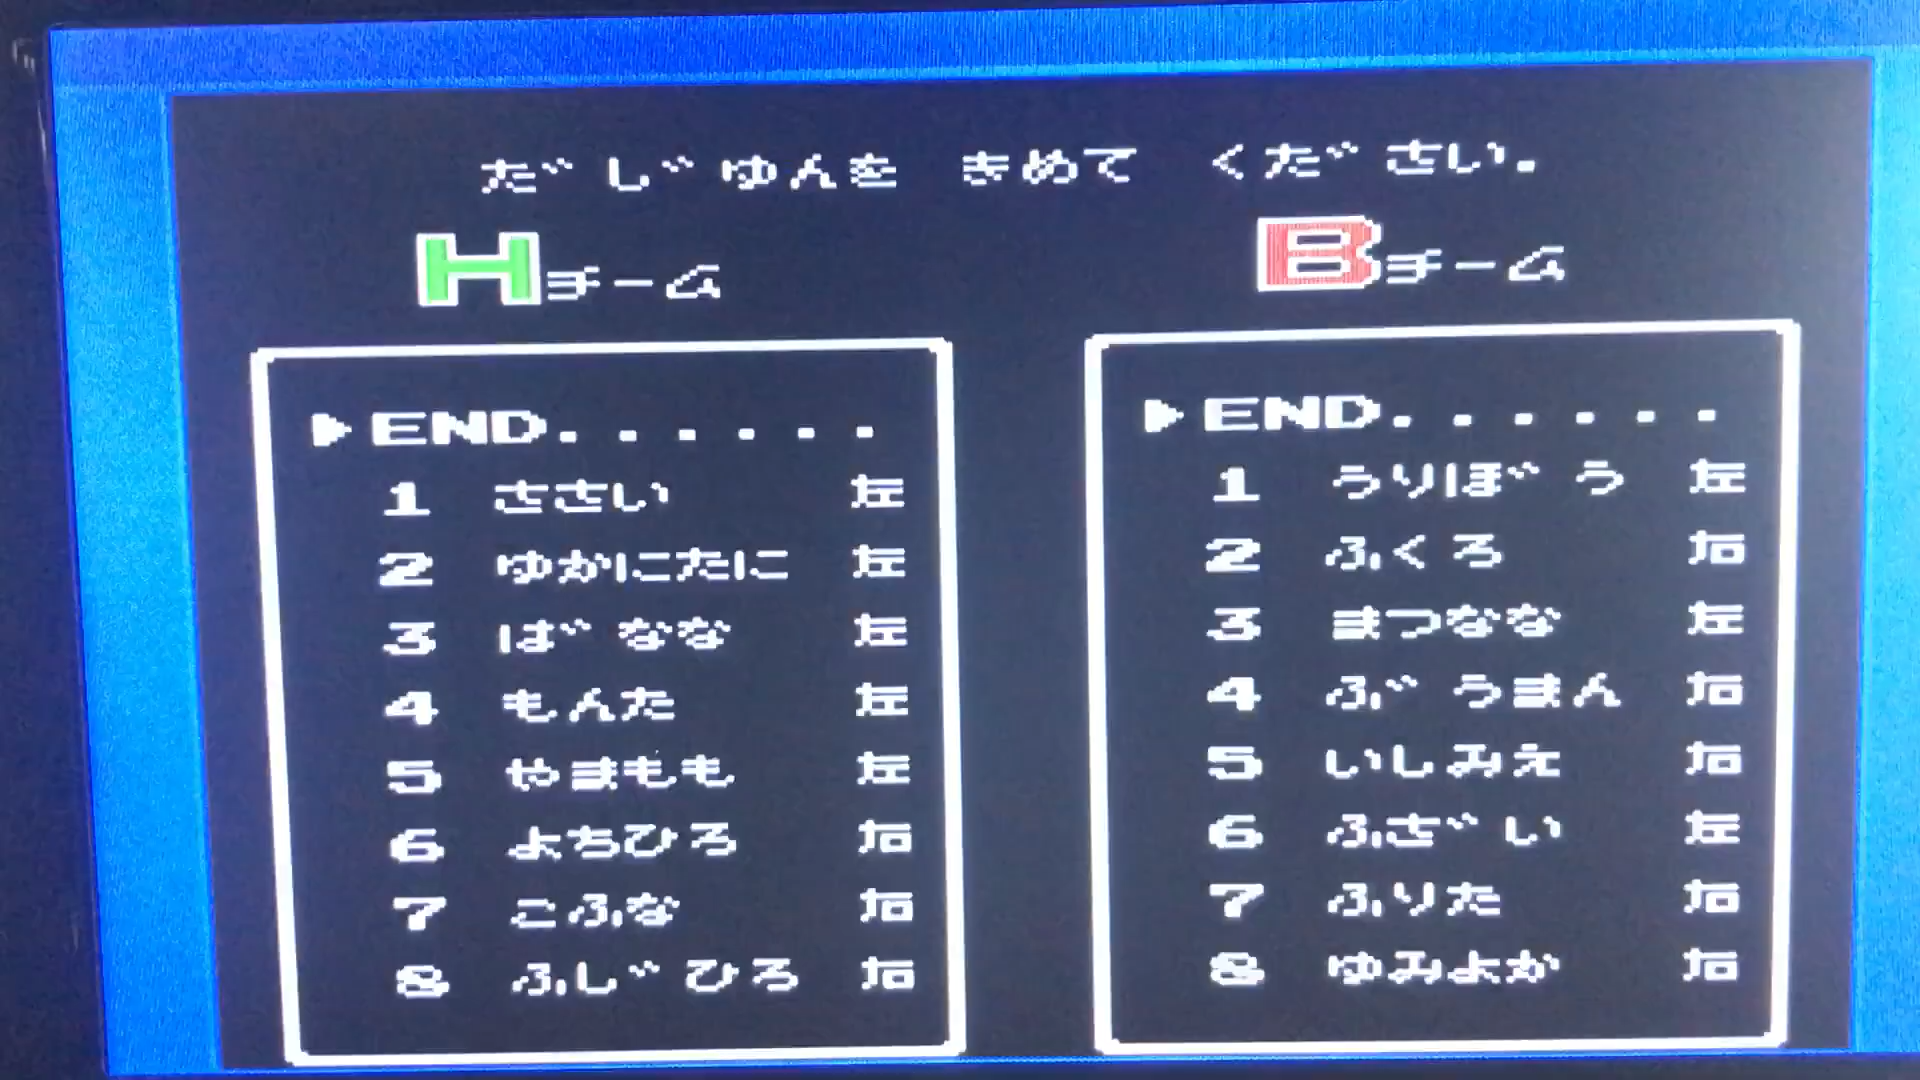 だじゆんを きめて ください.
Hチーム
Bチーム
▶END......
1 ささい 左
2 ゆかにたに 左
3 ばなな 左
4 もんた 左
5 やまもも 左
6 よちひろ 右
7 こふな 右
8 ふじひろ 右
▶END......
1 うりぼう 左
2 ふくろ 右
3 まつなな 左
4 ぶうまん 右
5 いしみえ 右
6 ふざい 左
7 ふりた 右
8 ゆみよか 右